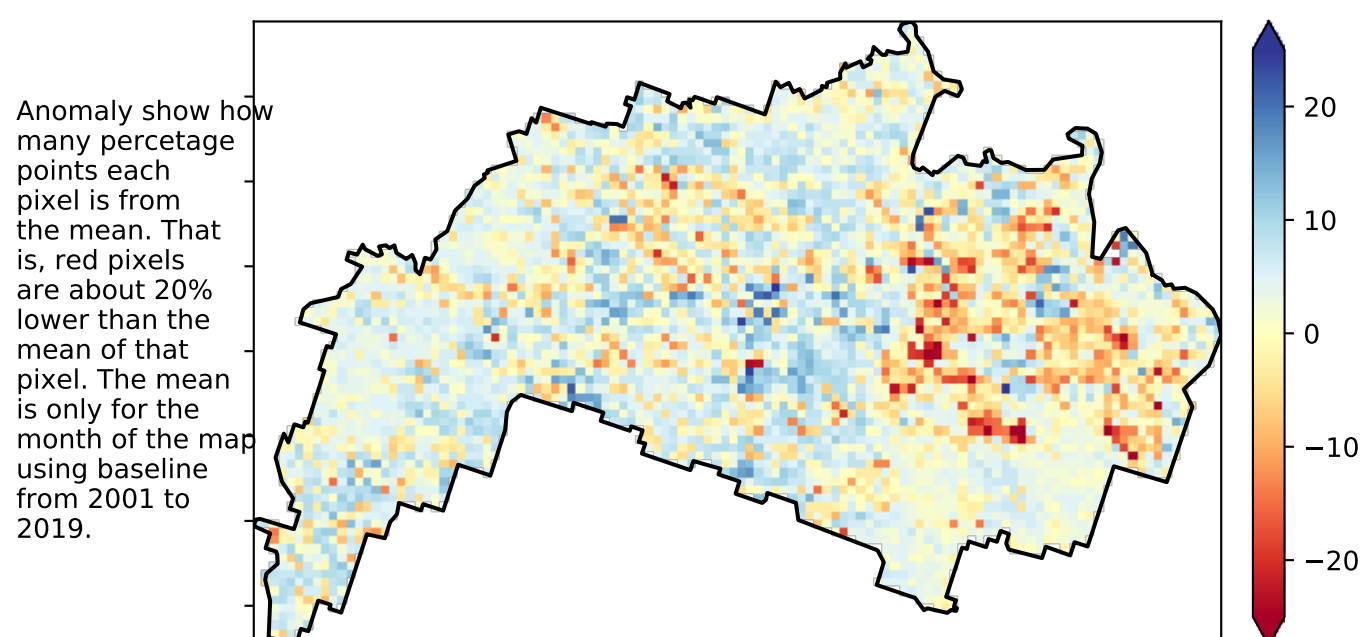 Anomaly show how
many percetage
points each
pixel is from
the mean. That
is, red pixels
are about 20%
lower than the
mean of that
pixel. The mean
is only for the
month of the map
using baseline
from 2001 to
2019.
20
10
0
−10
−20